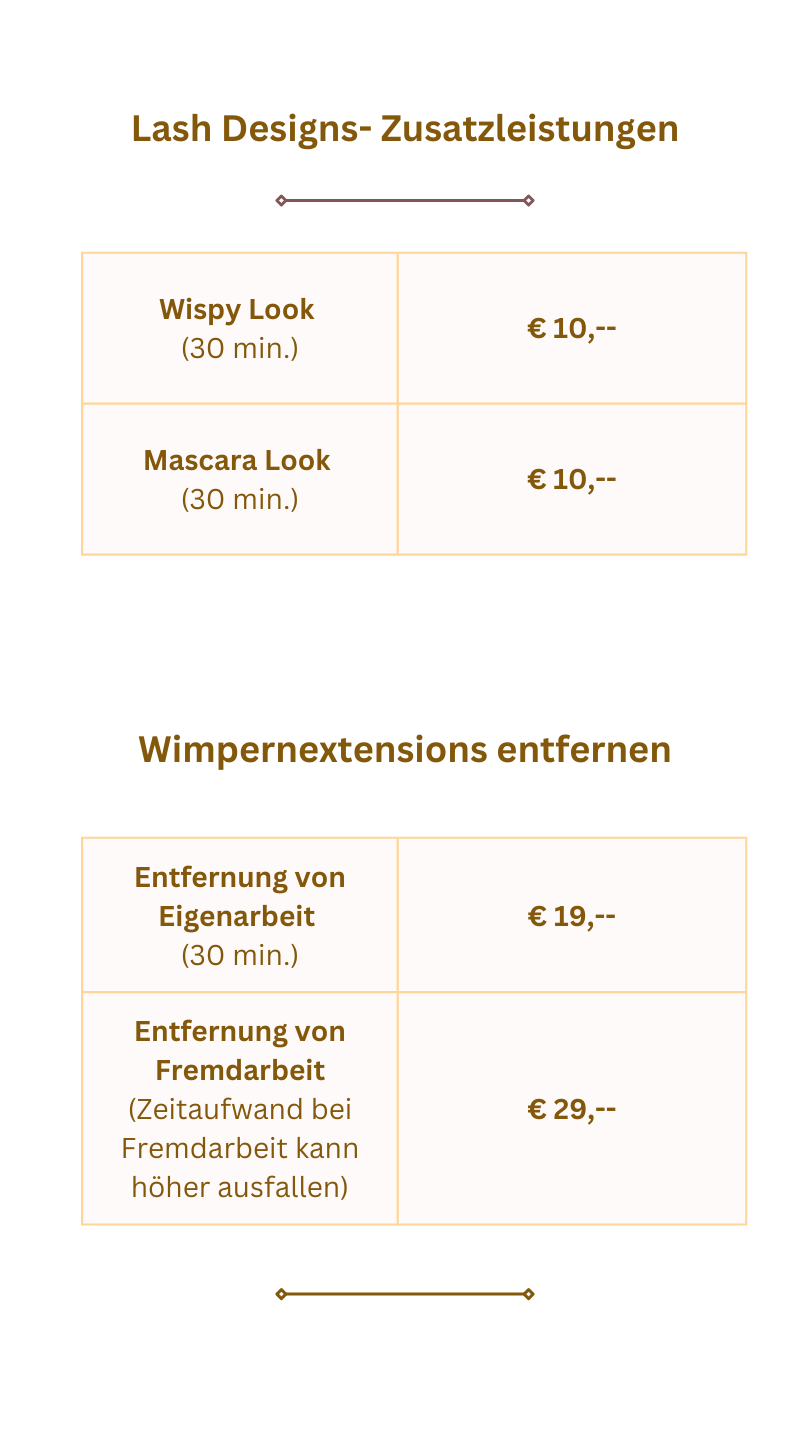 Lash Designs- Zusatzleistungen
Wispy Look
(30 min.)
€ 10,--
Mascara Look
(30 min.)
€ 10,--
Wimpernextensions entfernen
Entfernung von
Eigenarbeit
(30 min.)
€ 19,--
Entfernung von
Fremdarbeit
(Zeitaufwand bei
Fremdarbeit kann
höher ausfallen)
€ 29,--